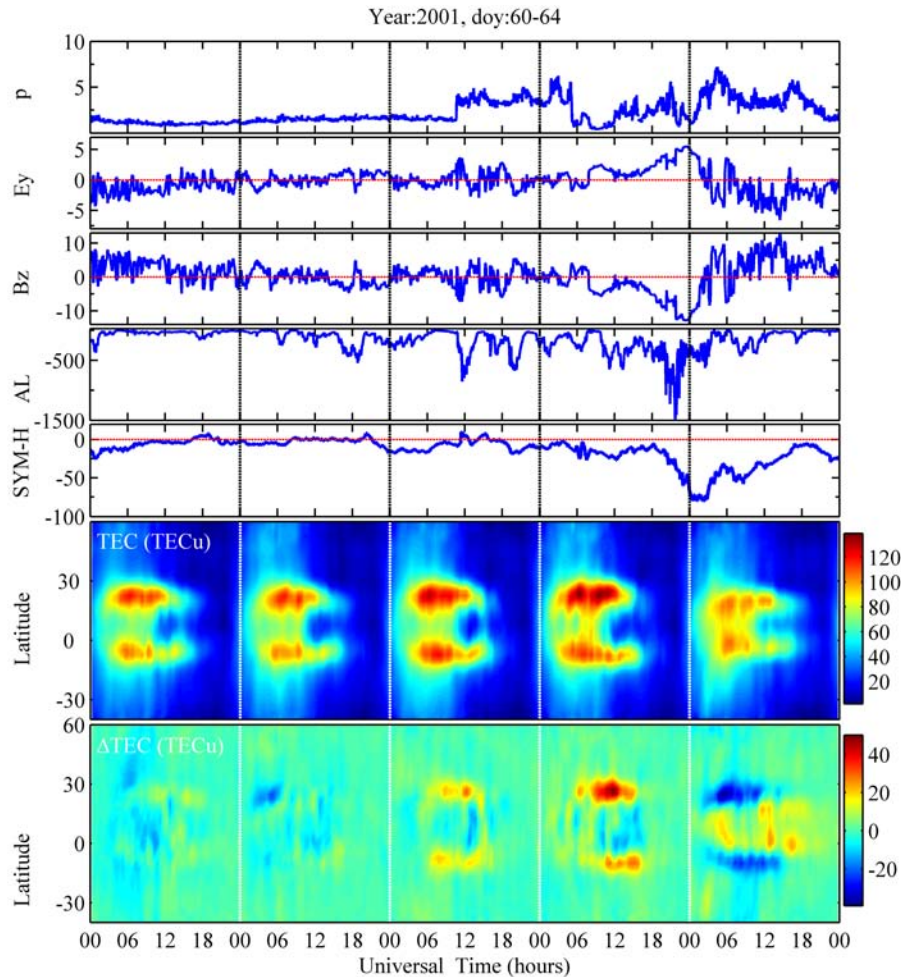 Year:2001, doy:60-64
10
5
p
5
0
-5
Ey
10
0
-10
Bz
-500
-1500
AL
0
-50
-100
SYM-H
TEC (TECu)
30
0
-30
Latitude
120
100
80
60
40
20
ΔTEC (TECu)
60
30
0
-30
Latitude
40
20
0
-20
00 06 12 18 00 06 12 18 00 06 12 18 00 06 12 18 00 06 12 18 00
Universal Time (hours)